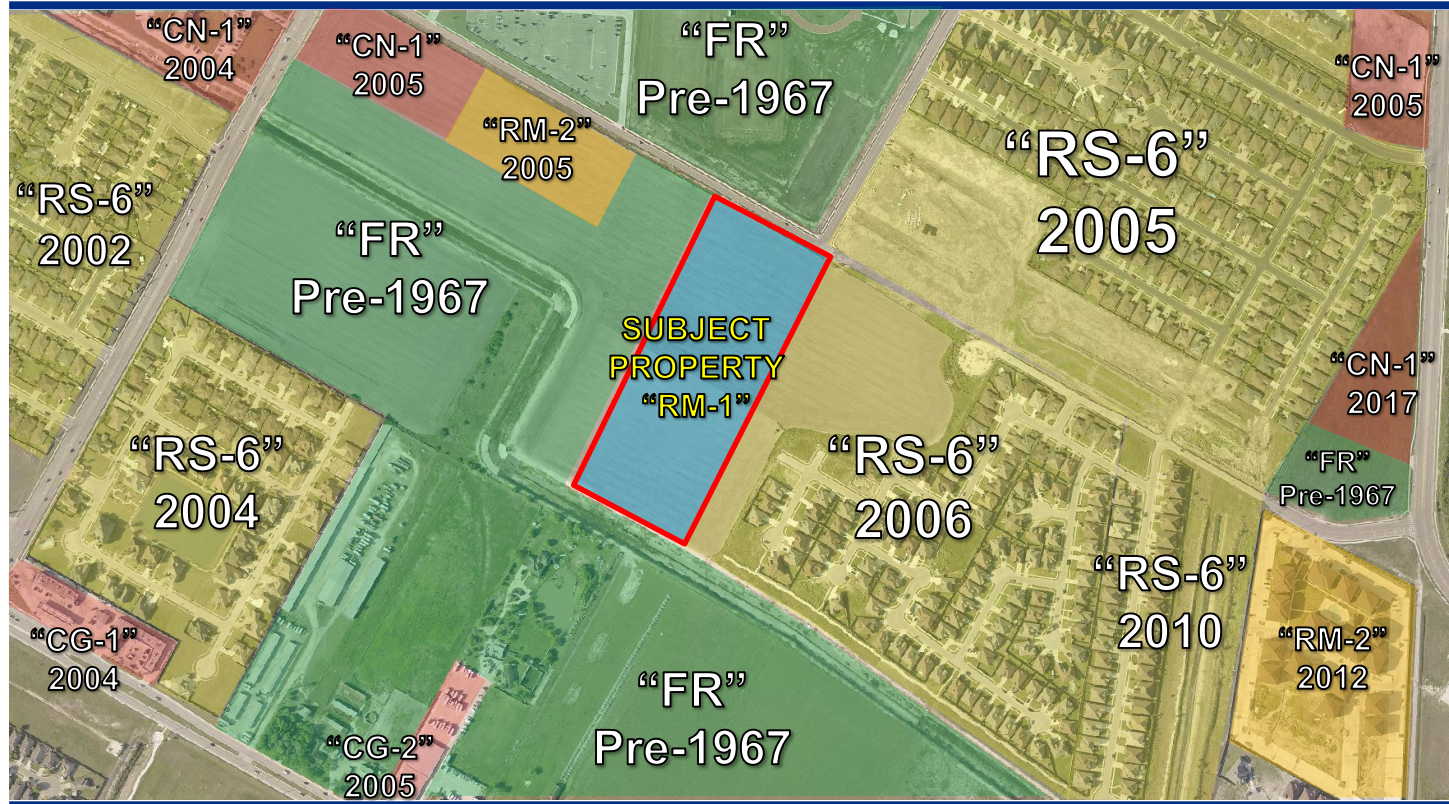 “CN-1”
2004
“CN-1”
2005
“FR”
Pre-1967
“CN-1”
2005
“RM-2”
2005
“RS-6”
2005
“RS-6”
2002
“FR”
Pre-1967
SUBJECT
PROPERTY
“RM-1”
“CN-1”
2017
“RS-6”
2004
“RS-6”
2006
“FR”
Pre-1967
“RS-6”
2010
“CG-1”
2004
“RM-2”
2012
“FR”
Pre-1967
“CG-2”
2005